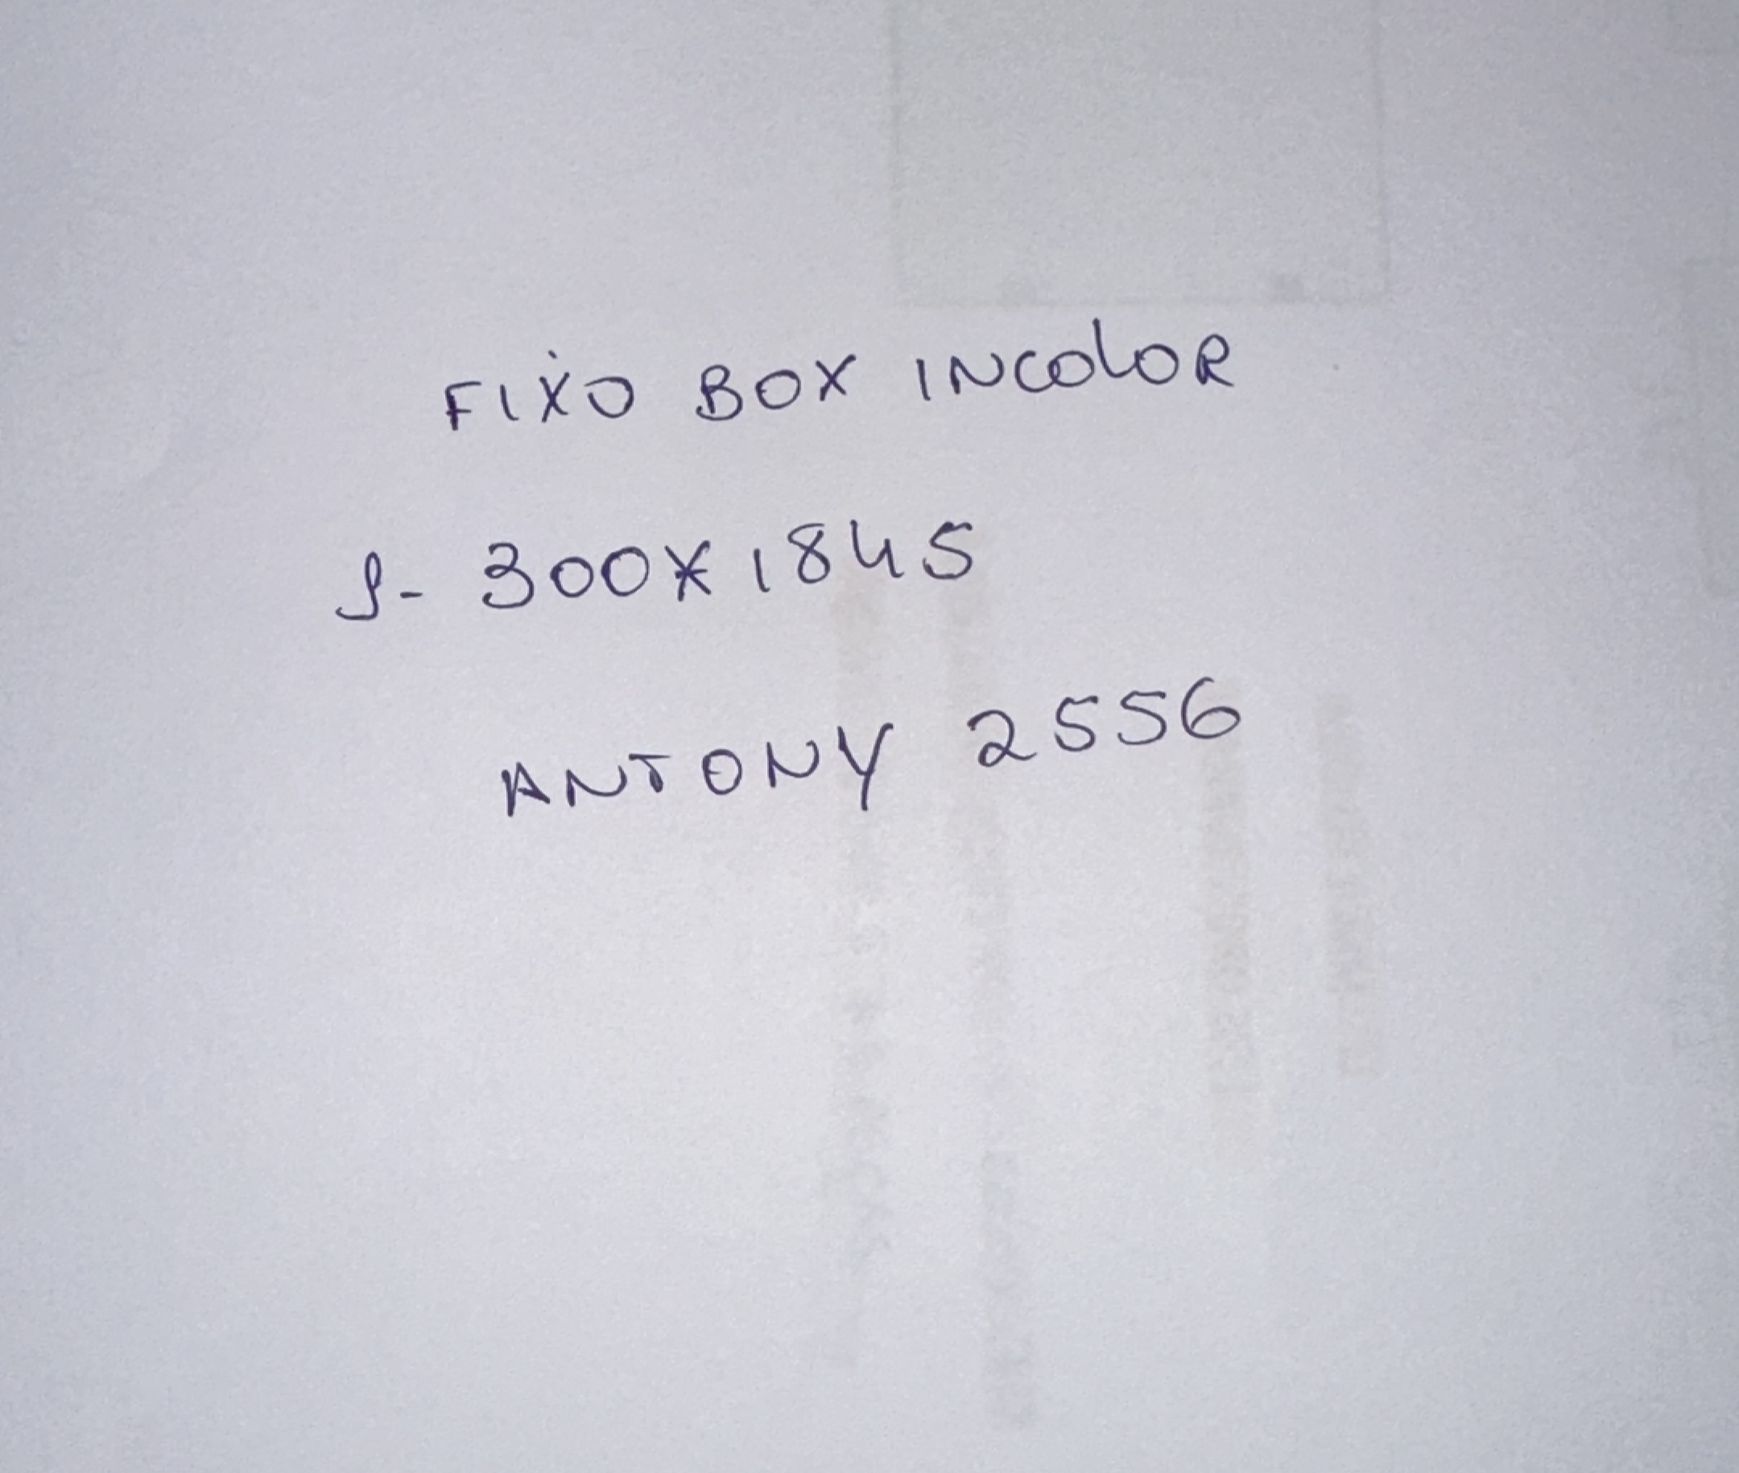 FIXO BOX INCOLOR
1- 300X1845
ANTONY 2556